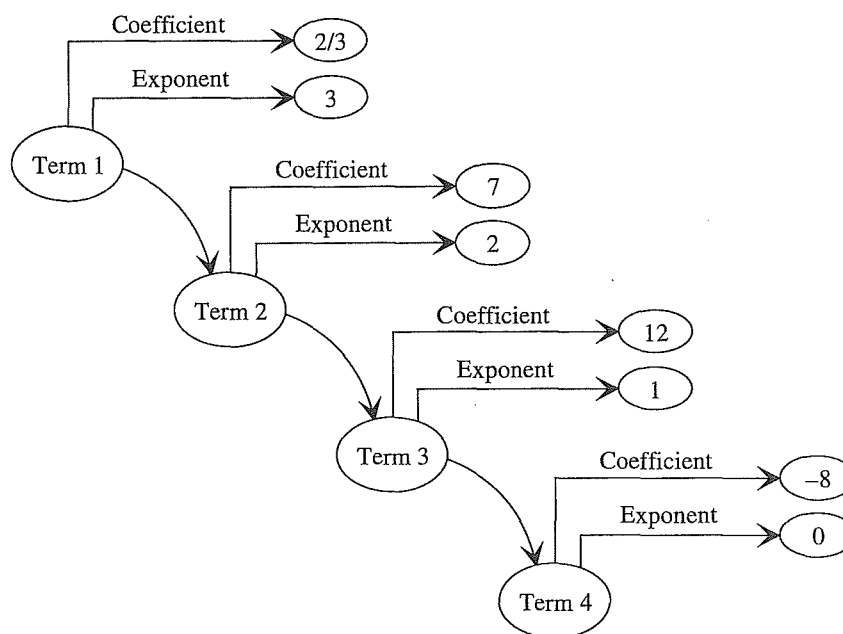 Coefficient
2/3
Exponent
3
Term 1
Coefficient
7
Exponent
2
Term 2
Coefficient
12
Exponent
1
Term 3
Coefficient
–8
Exponent
0
Term 4